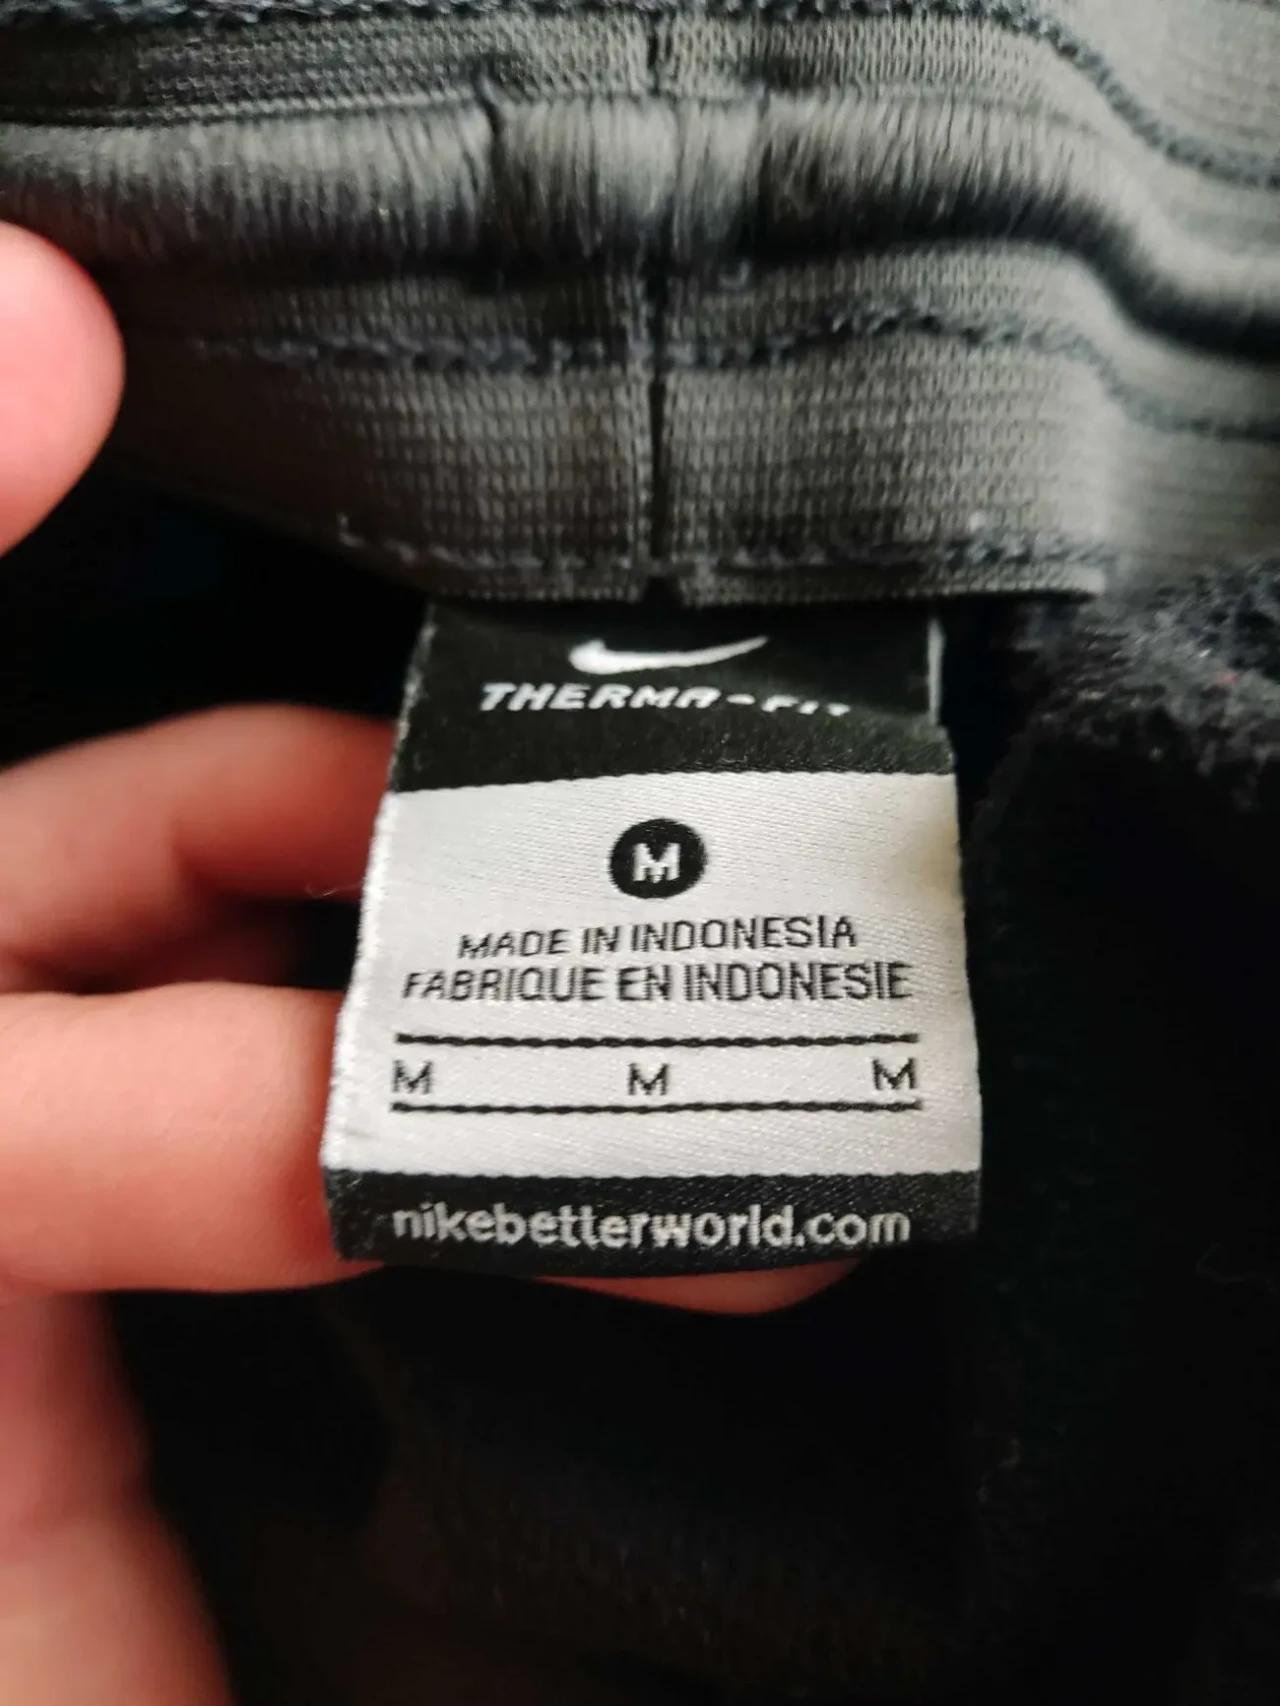 THERMA-FIT
M
MADE IN INDONESIA
FABRIQUE EN INDONESIE
M M M
nikebetterworld.com